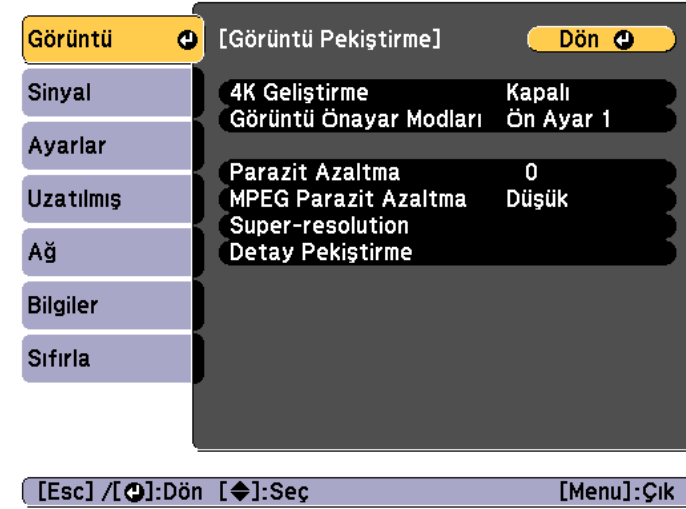 Görüntü
[Görüntü Pekiştirme]
Dön
Sinyal
4K Geliştirme Kapalı
Görüntü Önayar Modları Ön Ayar 1
Ayarlar
Parazit Azaltma 0
Uzatılmış
MPEG Parazit Azaltma Düşük
Super-resolution
Ağ
Detay Pekiştirme
Bilgiler
Sıfırla
[Esc] /[⏎]:Dön [◆]:Seç [Menu]:Çık